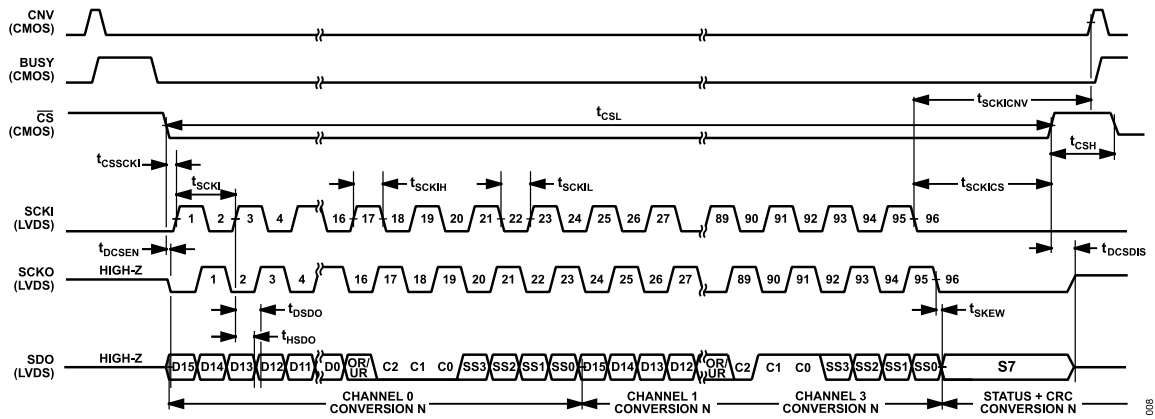 CNV
(CMOS)
BUSY
(CMOS)
CS
(CMOS)
tCSL
tSCKICNV
tCSH
tCSSCKI
tSCKI
tSCKIH
tSCKIL
tSCKICS
SCKI
(LVDS)
1 2 3 4 16 17 18 19 20 21 22 23 24 25 26 27 89 90 91 92 93 94 95 96
tDCSEN
tDCSDIS
SCKO
(LVDS)
HIGH-Z
1 2 3 4 16 17 18 19 20 21 22 23 24 25 26 27 89 90 91 92 93 94 95 96
tDSDO
tHSDO
tSKEW
SDO
(LVDS)
HIGH-Z
D15 D14 D13 D12 D11 D0 OR/UR C2 C1 C0 SS3 SS2 SS1 SS0 D15 D14 D13 D12 OR/UR C2 C1 C0 SS3 SS2 SS1 SS0 S7
CHANNEL 0
CONVERSION N
CHANNEL 1
CONVERSION N
CHANNEL 3
CONVERSION N
STATUS + CRC
CONVERSION N
008